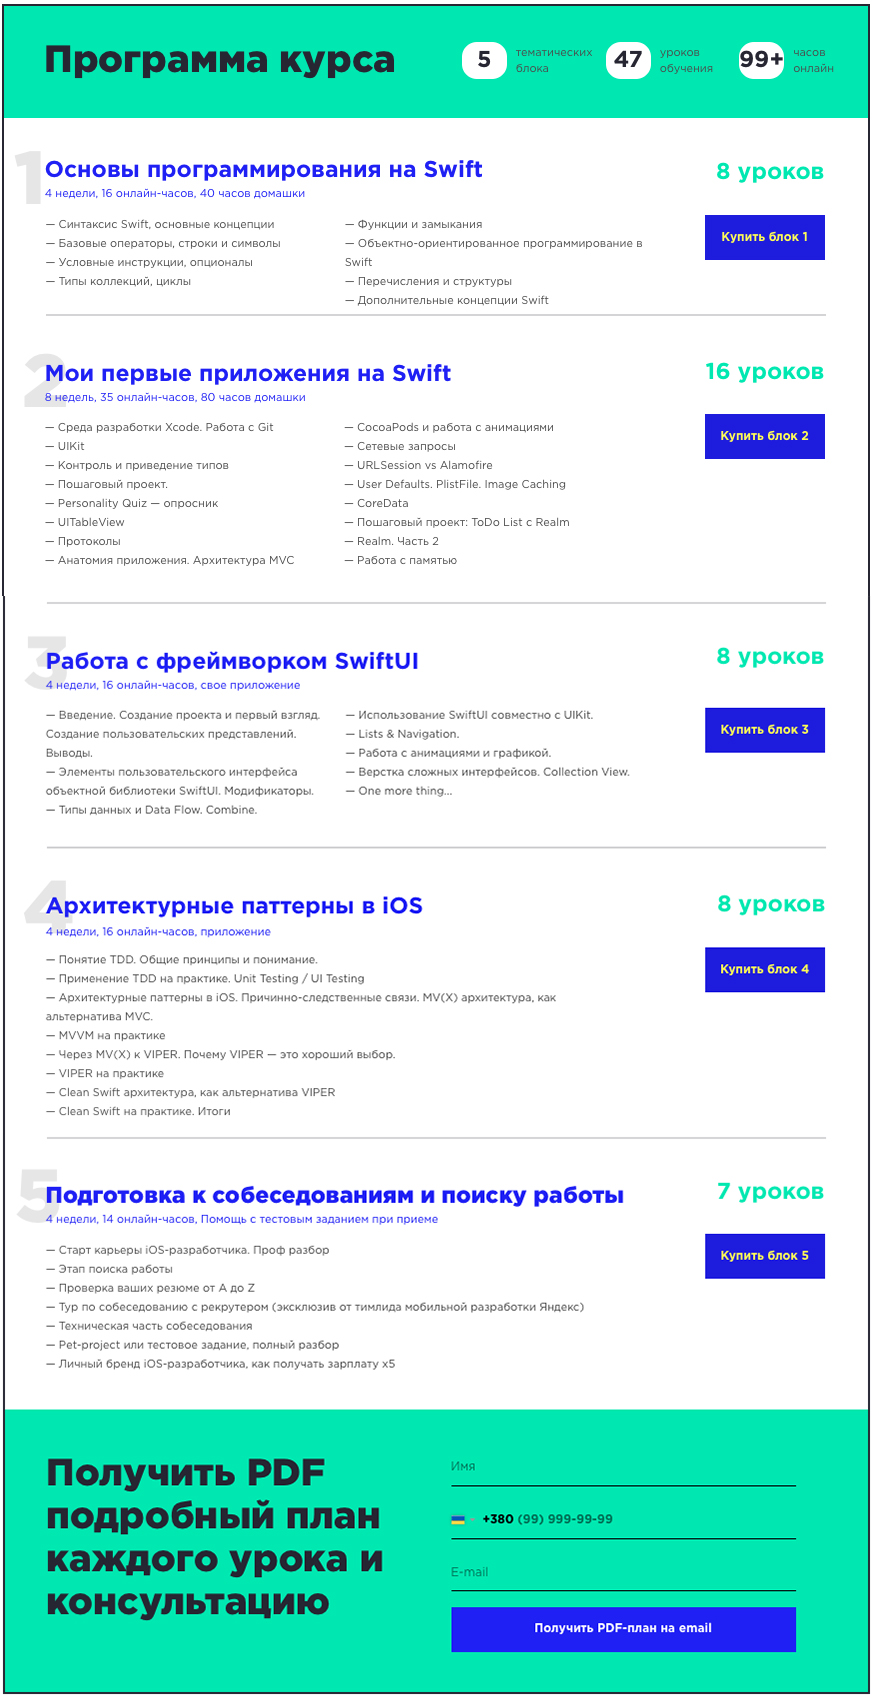 Программа курса
5
тематических
блока
47
уроков
обучения
99+
часов
онлайн
1
Основы программирования на Swift
4 недели, 16 онлайн-часов, 40 часов домашки
8 уроков
Купить блок 1
— Синтаксис Swift, основные концепции
— Базовые операторы, строки и символы
— Условные инструкции, опционалы
— Типы коллекций, циклы
— Функции и замыкания
— Объектно-ориентированное программирование в
Swift
— Перечисления и структуры
— Дополнительные концепции Swift
2
Мои первые приложения на Swift
8 недель, 35 онлайн-часов, 80 часов домашки
16 уроков
Купить блок 2
— Среда разработки Xcode. Работа с Git
— UIKit
— Контроль и приведение типов
— Пошаговый проект.
— Personality Quiz — опросник
— UITableView
— Протоколы
— Анатомия приложения. Архитектура MVC
— CocoaPods и работа с анимациями
— Сетевые запросы
— URLSession vs Alamofire
— User Defaults. PlistFile. Image Caching
— CoreData
— Пошаговый проект: ToDo List с Realm
— Realm. Часть 2
— Работа с памятью
3
Работа с фреймворком SwiftUI
4 недели, 16 онлайн-часов, свое приложение
8 уроков
Купить блок 3
— Введение. Создание проекта и первый взгляд.
Создание пользовательских представлений.
Выводы.
— Элементы пользовательского интерфейса
объектной библиотеки SwiftUI. Модификаторы.
— Типы данных и Data Flow. Combine.
— Использование SwiftUI совместно с UIKit.
— Lists & Navigation.
— Работа с анимациями и графикой.
— Верстка сложных интерфейсов. Collection View.
— One more thing...
4
Архитектурные паттерны в iOS
4 недели, 16 онлайн-часов, приложение
8 уроков
Купить блок 4
— Понятие TDD. Общие принципы и понимание.
— Применение TDD на практике. Unit Testing / UI Testing
— Архитектурные паттерны в iOS. Причинно-следственные связи. MV(X) архитектура, как
альтернатива MVC.
— MVVM на практике
— Через MV(X) к VIPER. Почему VIPER — это хороший выбор.
— VIPER на практике
— Clean Swift архитектура, как альтернатива VIPER
— Clean Swift на практике. Итоги
5
Подготовка к собеседованиям и поиску работы
4 недели, 14 онлайн-часов, Помощь с тестовым заданием при приеме
7 уроков
Купить блок 5
— Старт карьеры iOS-разработчика. Проф разбор
— Этап поиска работы
— Проверка ваших резюме от А до Z
— Тур по собеседованию с рекрутером (эксклюзив от тимлида мобильной разработки Яндекс)
— Техническая часть собеседования
— Pet-project или тестовое задание, полный разбор
— Личный бренд iOS-разработчика, как получать зарплату x5
Получить PDF
подробный план
каждого урока и
консультацию
Имя
+380 (99) 999-99-99
E-mail
Получить PDF-план на email